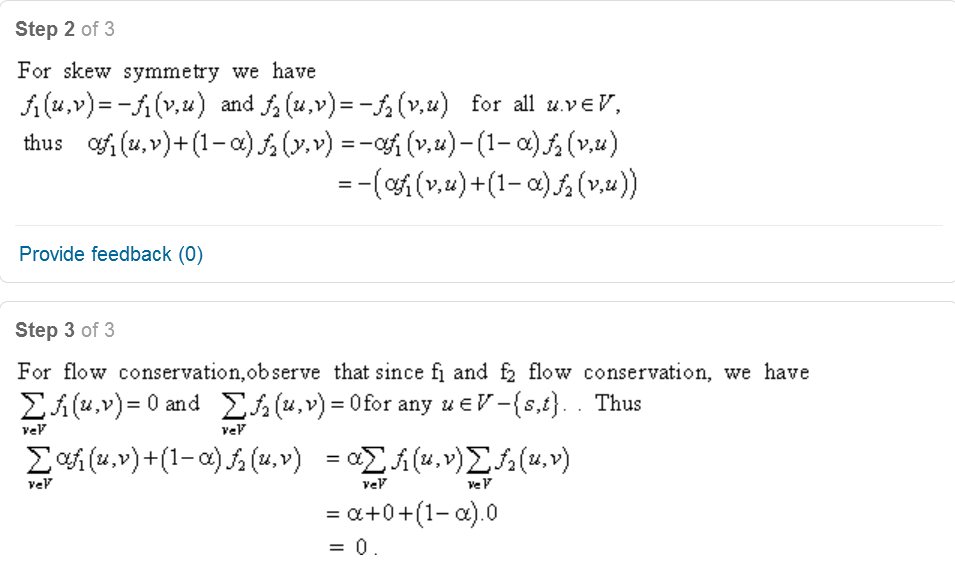 Step 2 of 3
For skew symmetry we have
f₁(u,v)=−f₁(v,u) and f₂(u,v)=−f₂(v,u) for all u.v∈V,
thus αf₁(u,v)+(1−α)f₂(y,v) =−αf₁(v,u)−(1−α)f₂(v,u)
=−(αf₁(v,u)+(1−α)f₂(v,u))
Provide feedback (0)
Step 3 of 3
For flow conservation,observe that since f₁ and f₂ flow conservation, we have
∑f₁(u,v)=0 and ∑f₂(u,v)=0for any u∈V−{s,t}. . Thus
v∈V v∈V
∑αf₁(u,v)+(1−α)f₂(u,v) =α∑f₁(u,v)∑f₂(u,v)
v∈V v∈V v∈V
=α+0+(1−α).0
= 0.